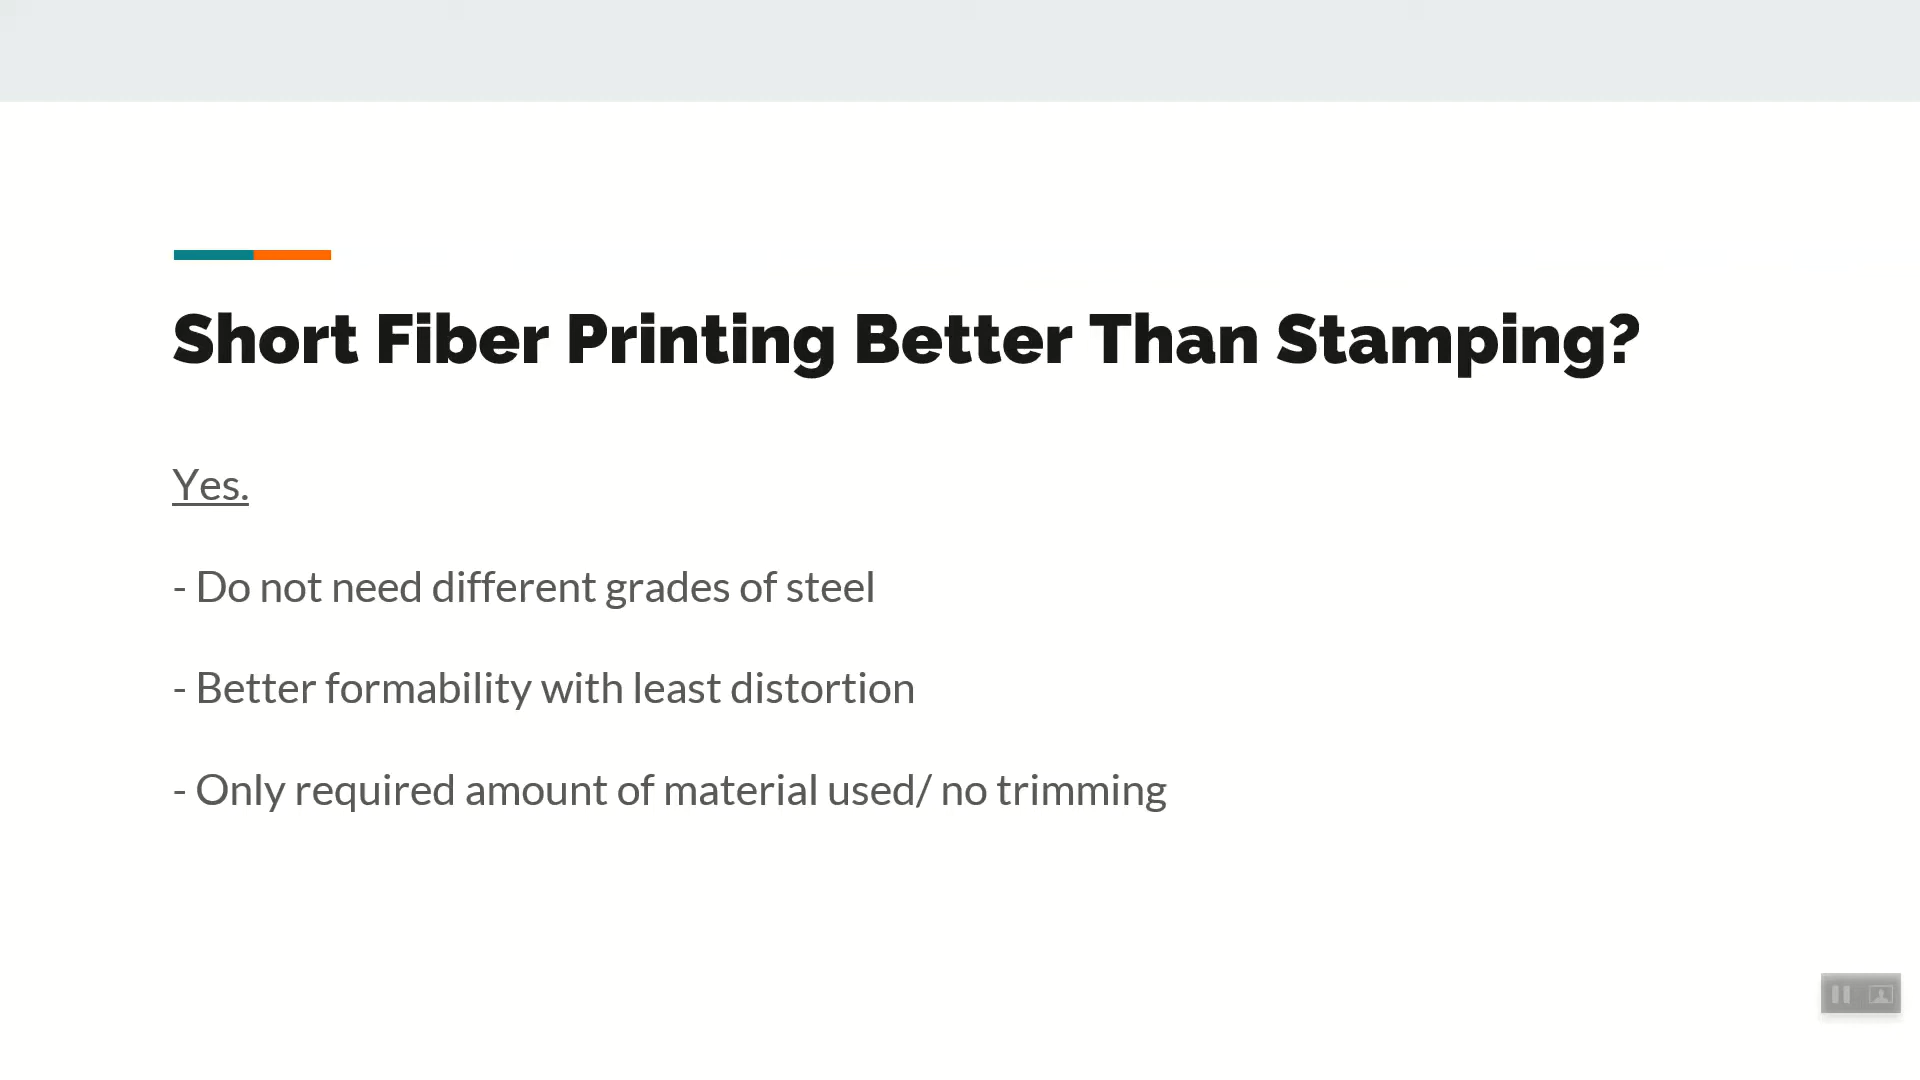 Short Fiber Printing Better Than Stamping?
Yes.
- Do not need different grades of steel
- Better formability with least distortion
- Only required amount of material used/ no trimming